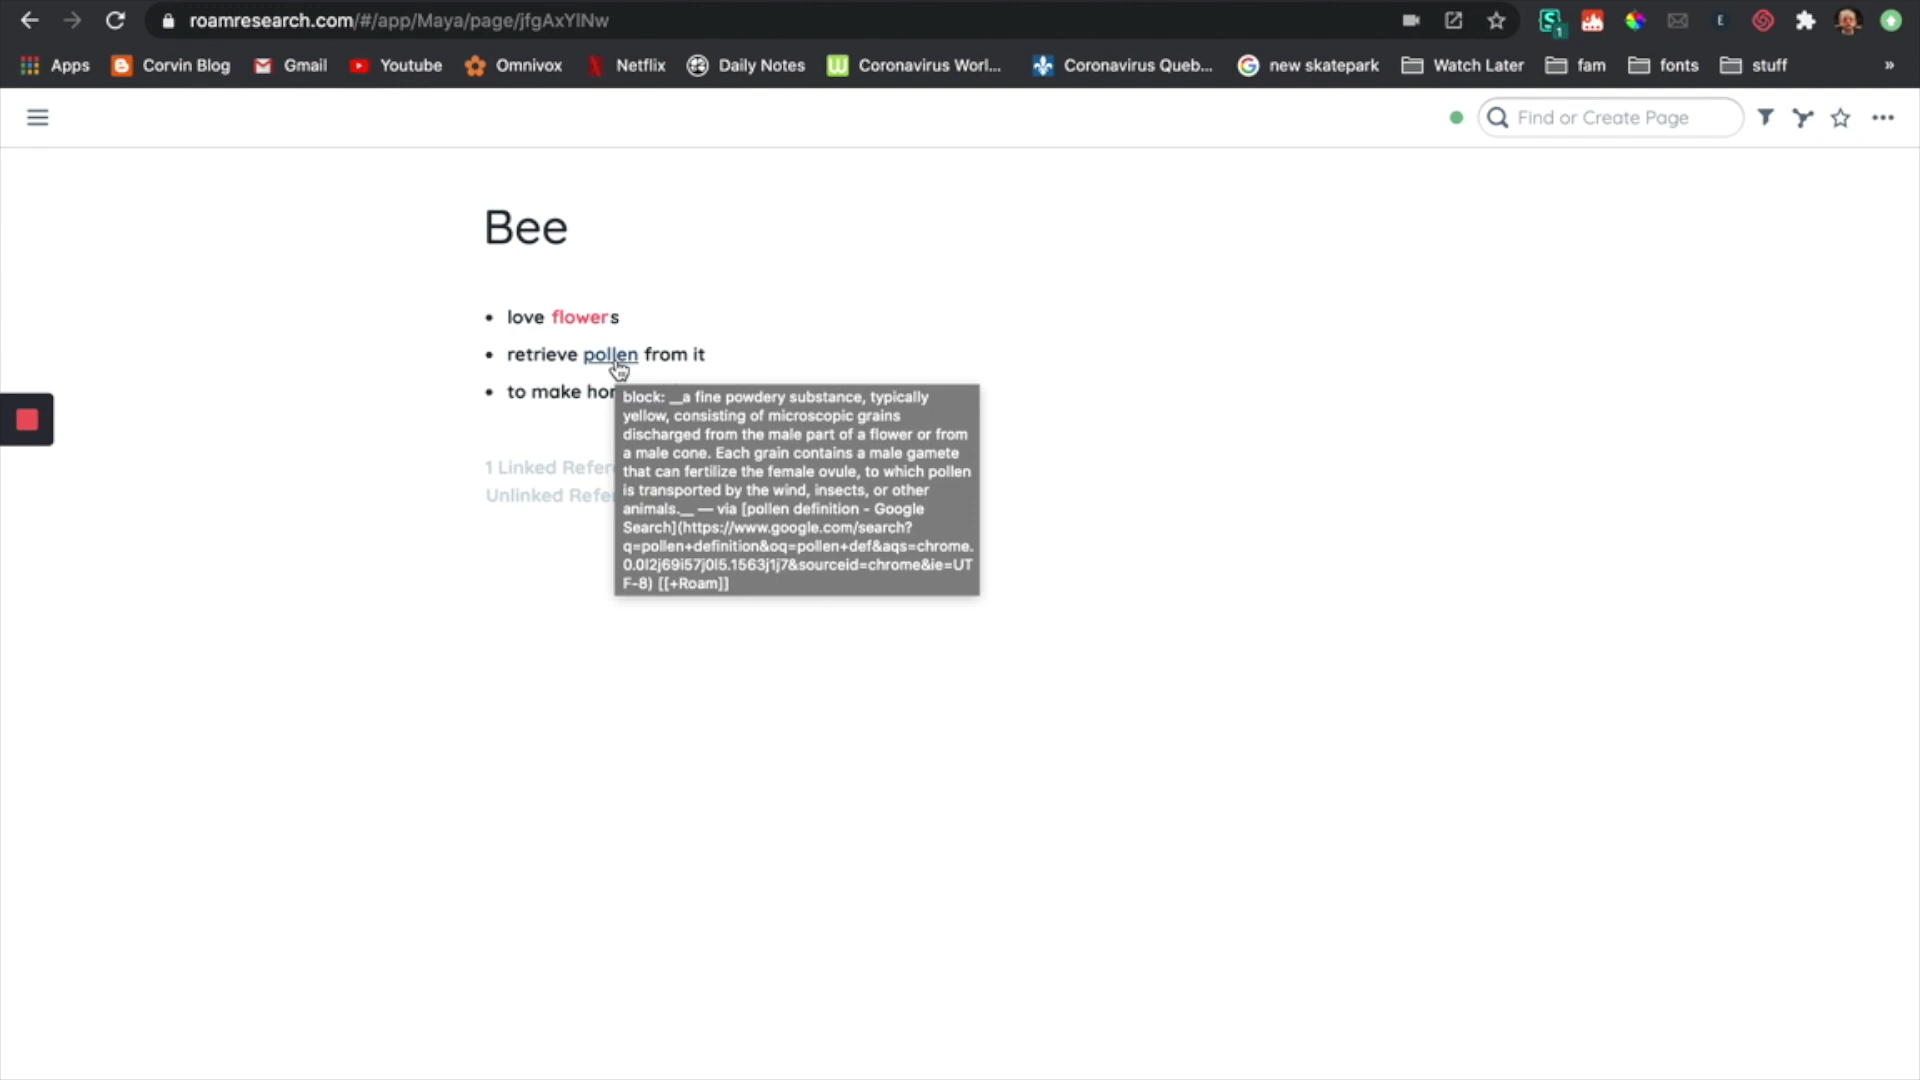 roamresearch.com/#/app/Maya/page/jfgAxYlNw
1
E
Apps
Corvin Blog
Gmail
Youtube
Omnivox
Netflix
Daily Notes
Coronavirus Worl...
Coronavirus Queb...
new skatepark
Watch Later
fam
fonts
stuff
»
Find or Create Page
Bee
• love flowers
• retrieve pollen from it
• to make hon
block: __a fine powdery substance, typically
yellow, consisting of microscopic grains
discharged from the male part of a flower or from
a male cone. Each grain contains a male gamete
that can fertilize the female ovule, to which pollen
is transported by the wind, insects, or other
animals.__ — via [pollen definition - Google
Search](https://www.google.com/search?
q=pollen+definition&oq=pollen+def&aqs=chrome.
0.0l2j69i57j0l5.1563j1j7&sourceid=chrome&ie=UT
F-8) [[+Roam]]
1 Linked Refer
Unlinked Refe